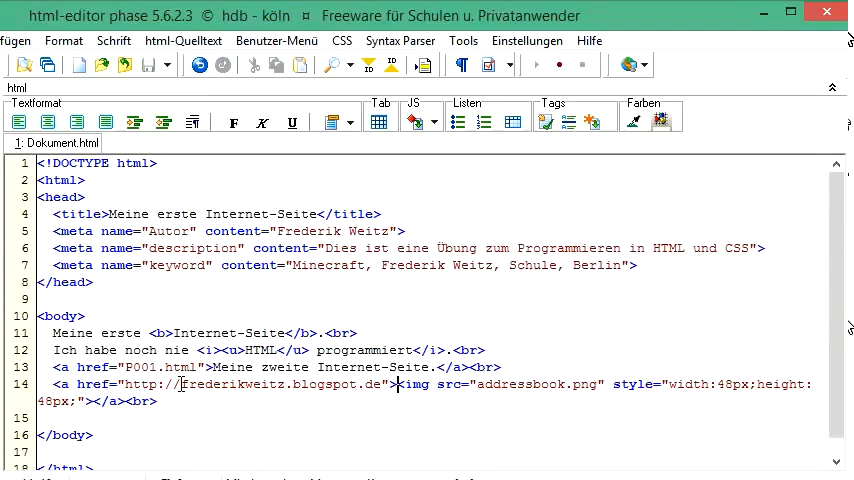 html-editor phase 5.6.2.3 © hdb - köln ¤ Freeware für Schulen u. Privatanwender
fügen Format Schrift html-Quelltext Benutzer-Menü CSS Syntax Parser Tools Einstellungen Hilfe
html
Textformat Tab JS Listen Tags Farben
F K U
1: Dokument.html
1 <!DOCTYPE html>
2 <html>
3 <head>
4 <title>Meine erste Internet-Seite</title>
5 <meta name="Autor" content="Frederik Weitz">
6 <meta name="description" content="Dies ist eine Übung zum Programmieren in HTML und CSS">
7 <meta name="keyword" content="Minecraft, Frederik Weitz, Schule, Berlin">
8 </head>
9
10 <body>
11 Meine erste <b>Internet-Seite</b>.<br>
12 Ich habe noch nie <i><u>HTML</u> programmiert</i>.<br>
13 <a href="P001.html">Meine zweite Internet-Seite.</a><br>
14 <a href="http://frederikweitz.blogspot.de"><img src="addressbook.png" style="width:48px;height:
48px;"></a><br>
15
16 </body>
17
18 </html>